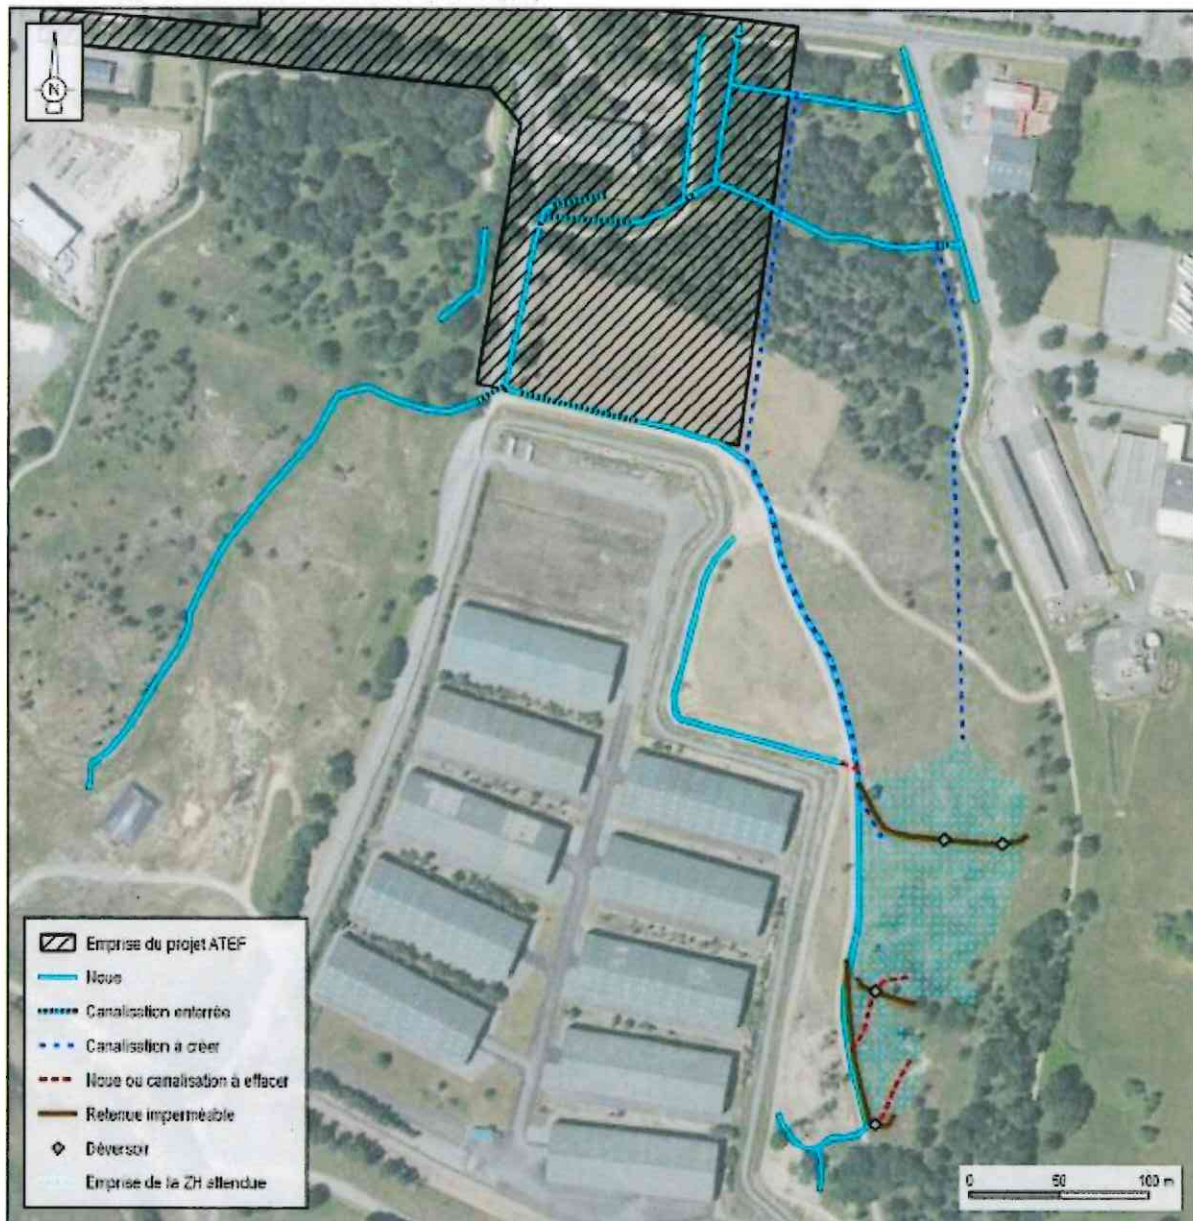 N
Emprise du projet ATEF
Noue
Canalisation enterrée
Canalisation à créer
Noue ou canalisation à effacer
Retenue imperméable
Déversoir
Emprise de la ZH attendue
0 50 100 m